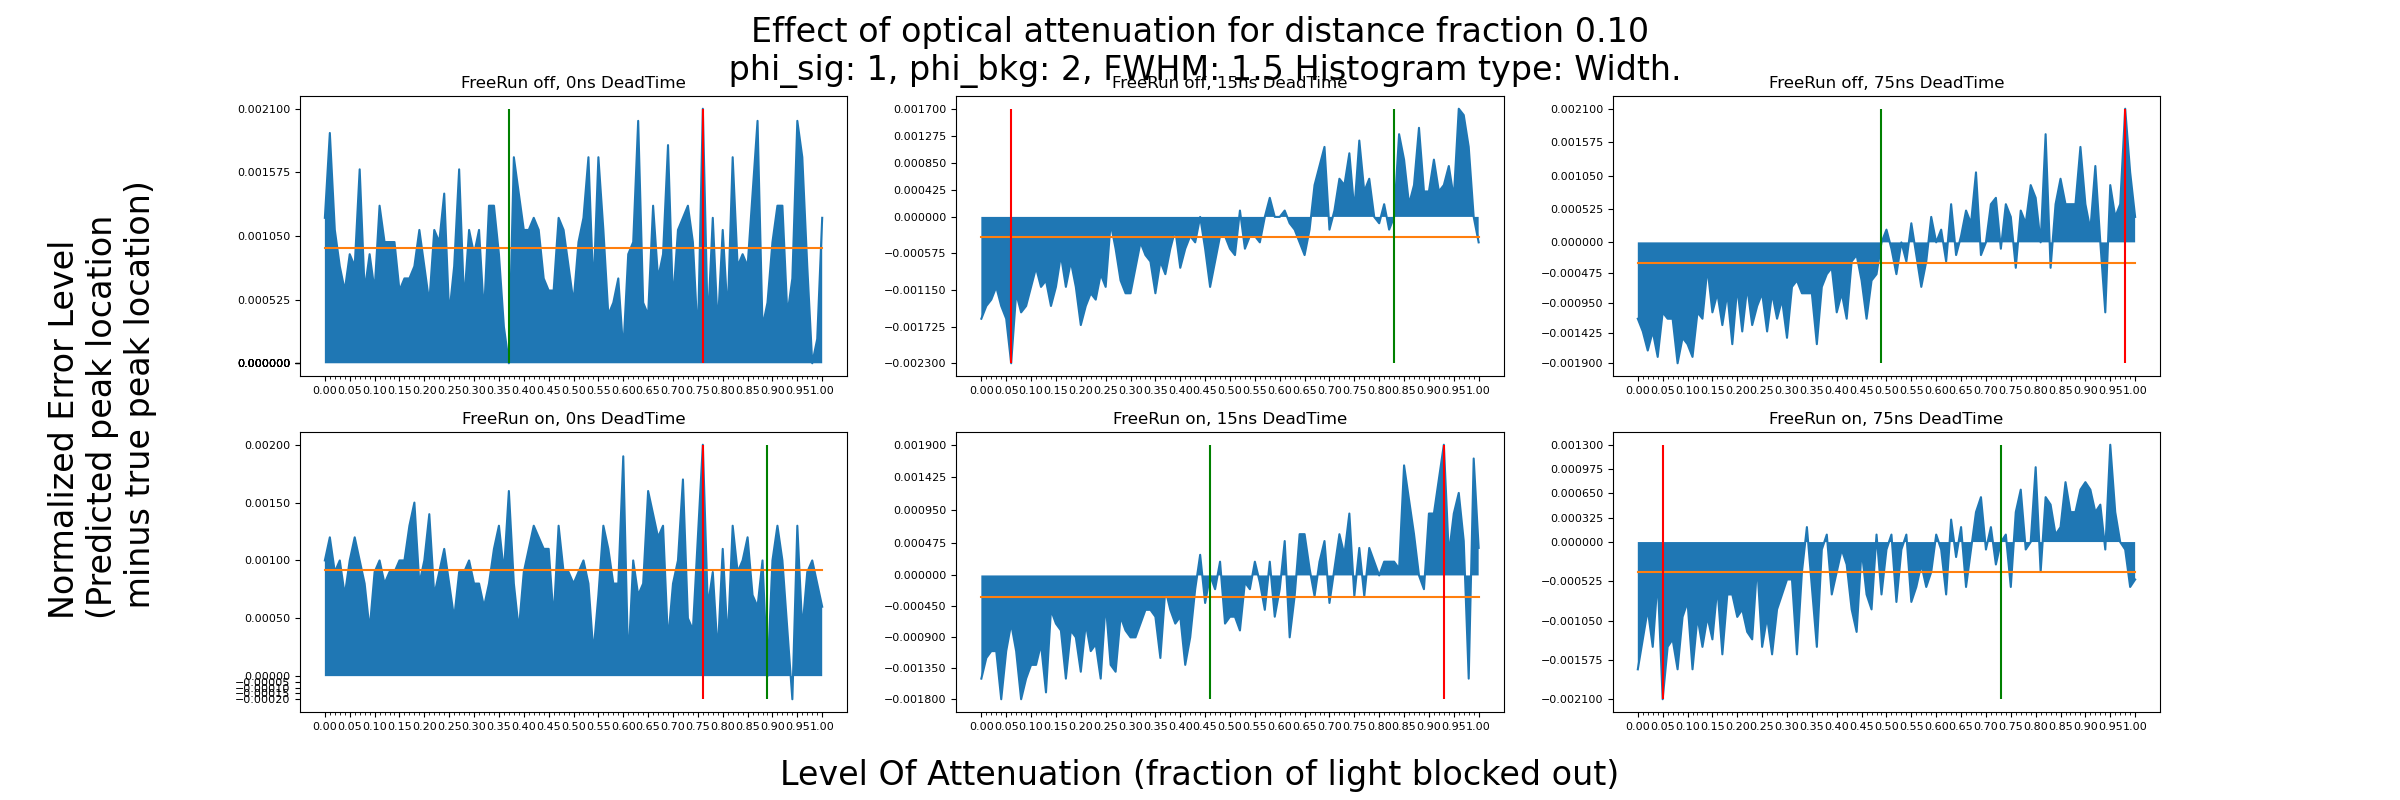 Effect of optical attenuation for distance fraction 0.10
phi_sig: 1, phi_bkg: 2, FWHM: 1.5 Histogram type: Width.
Normalized Error Level
(Predicted peak location
minus true peak location)
FreeRun off, 0ns DeadTime
0.002100
0.001575
0.001050
0.000525
0.000000
0.00 0.05 0.10 0.15 0.20 0.25 0.30 0.35 0.40 0.45 0.50 0.55 0.60 0.65 0.70 0.75 0.80 0.85 0.90 0.95 1.00
FreeRun off, 15ns DeadTime
0.001700
0.001275
0.000850
0.000425
0.000000
−0.000575
−0.001150
−0.001725
−0.002300
0.00 0.05 0.10 0.15 0.20 0.25 0.30 0.35 0.40 0.45 0.50 0.55 0.60 0.65 0.70 0.75 0.80 0.85 0.90 0.95 1.00
FreeRun off, 75ns DeadTime
0.002100
0.001575
0.001050
0.000525
0.000000
−0.000475
−0.000950
−0.001425
−0.001900
0.00 0.05 0.10 0.15 0.20 0.25 0.30 0.35 0.40 0.45 0.50 0.55 0.60 0.65 0.70 0.75 0.80 0.85 0.90 0.95 1.00
FreeRun on, 0ns DeadTime
0.00200
0.00150
0.00100
0.00050
0.00000
−0.00005
−0.00010
−0.00015
−0.00020
0.00 0.05 0.10 0.15 0.20 0.25 0.30 0.35 0.40 0.45 0.50 0.55 0.60 0.65 0.70 0.75 0.80 0.85 0.90 0.95 1.00
FreeRun on, 15ns DeadTime
0.001900
0.001425
0.000950
0.000475
0.000000
−0.000450
−0.000900
−0.001350
−0.001800
0.00 0.05 0.10 0.15 0.20 0.25 0.30 0.35 0.40 0.45 0.50 0.55 0.60 0.65 0.70 0.75 0.80 0.85 0.90 0.95 1.00
FreeRun on, 75ns DeadTime
0.001300
0.000975
0.000650
0.000325
0.000000
−0.000525
−0.001050
−0.001575
−0.002100
0.00 0.05 0.10 0.15 0.20 0.25 0.30 0.35 0.40 0.45 0.50 0.55 0.60 0.65 0.70 0.75 0.80 0.85 0.90 0.95 1.00
Level Of Attenuation (fraction of light blocked out)